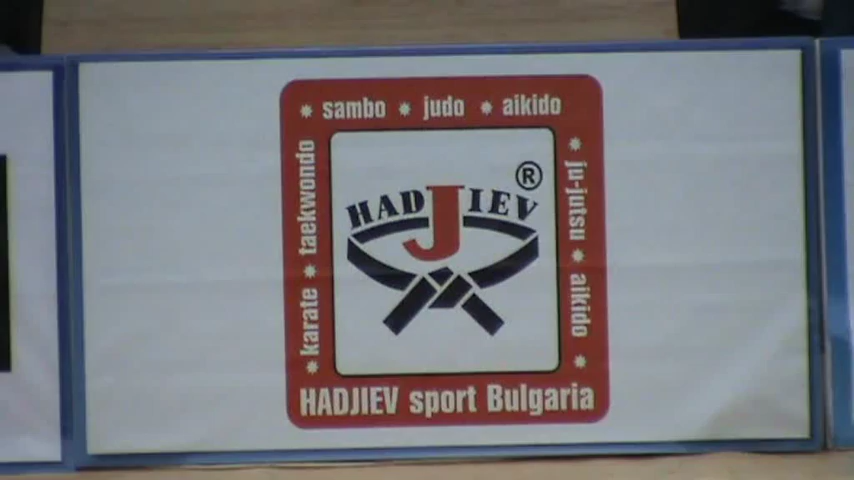 * sambo * judo * aikido
karate * taekwondo
* ju-jutsu * aikido *
®
HADJIEV
HADJIEV sport Bulgaria